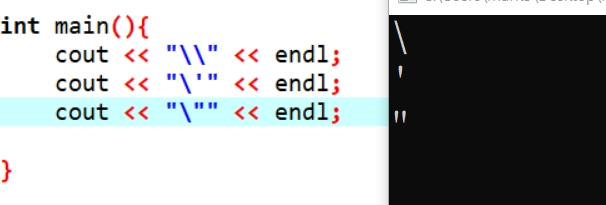 int main(){
cout << "\\" << endl;
cout << "\'" << endl;
cout << "\"" << endl;
}
\
'
"